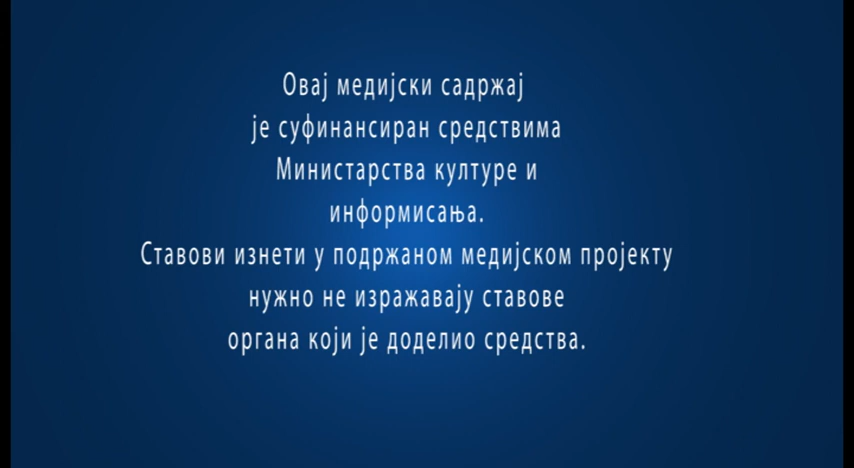 Овај медијски садржај
је суфинансиран средствима
Министарства културе и
информисања.
Ставови изнети у подржаном медијском пројекту
нужно не изражавају ставове
органа који је доделио средства.